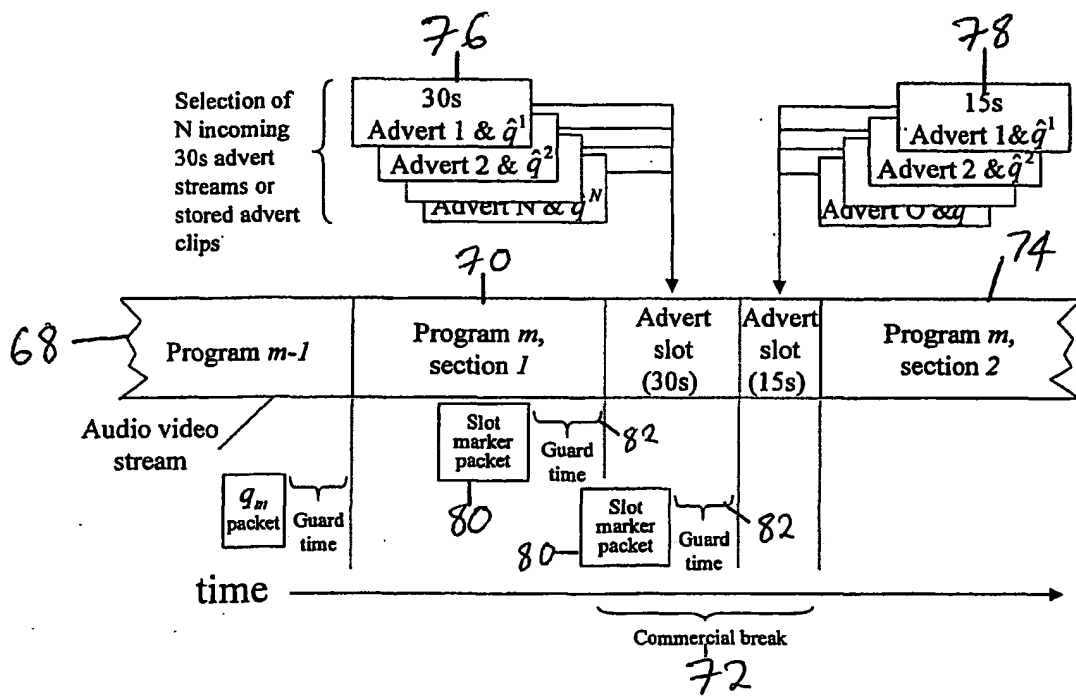 76
78
Selection of
N incoming
30s advert
streams or
stored advert
clips
30s
Advert 1 & q̂¹
Advert 2 & q̂²
Advert N & q̂ᴺ
15s
Advert 1 & q̂¹
Advert 2 & q̂²
Advert O & q
70
74
68
Program m-1
Program m,
section 1
Advert
slot
(30s)
Advert
slot
(15s)
Program m,
section 2
Audio video
stream
Slot
marker
packet
Guard
time
82
80
qₘ
packet
Guard
time
Slot
marker
packet
Guard
time
82
80
time
Commercial break
72